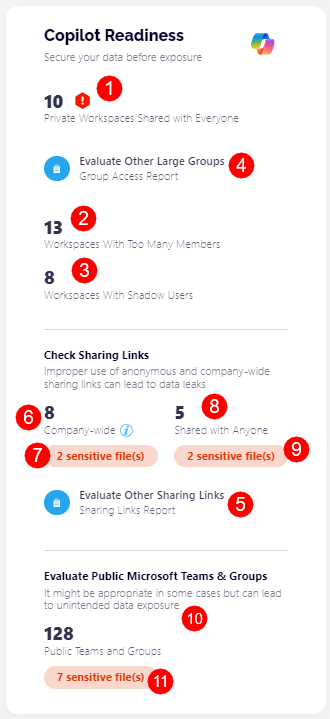 Copilot Readiness
Secure your data before exposure
10 ! 1
Private Workspaces Shared with Everyone
Evaluate Other Large Groups 4
Group Access Report
13 2
Workspaces With Too Many Members
8 3
Workspaces With Shadow Users
Check Sharing Links
Improper use of anonymous and company-wide
sharing links can lead to data leaks
6 8 5 8
Company-wide i Shared with Anyone
7 2 sensitive file(s) 2 sensitive file(s) 9
Evaluate Other Sharing Links 5
Sharing Links Report
Evaluate Public Microsoft Teams & Groups
It might be appropriate in some cases but can lead
to unintended data exposure 10
128
Public Teams and Groups
7 sensitive file(s) 11